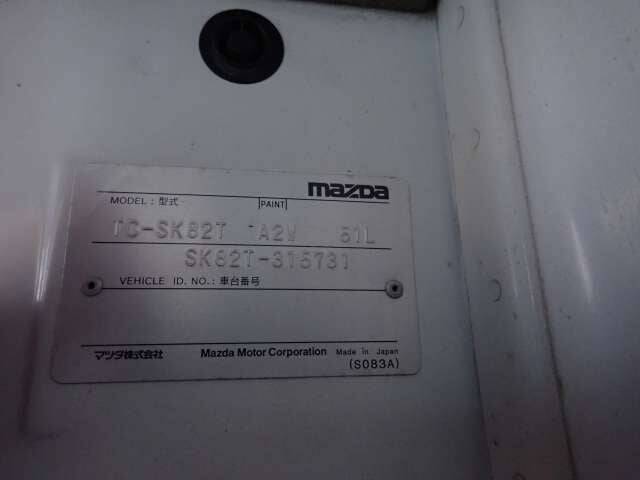 mazda
MODEL : 型式 PAINT
TC-SK82T A2W 51L
SK82T-315731
VEHICLE ID. NO. : 車台番号
マツダ株式会社 Mazda Motor Corporation Made in Japan
(S083A)